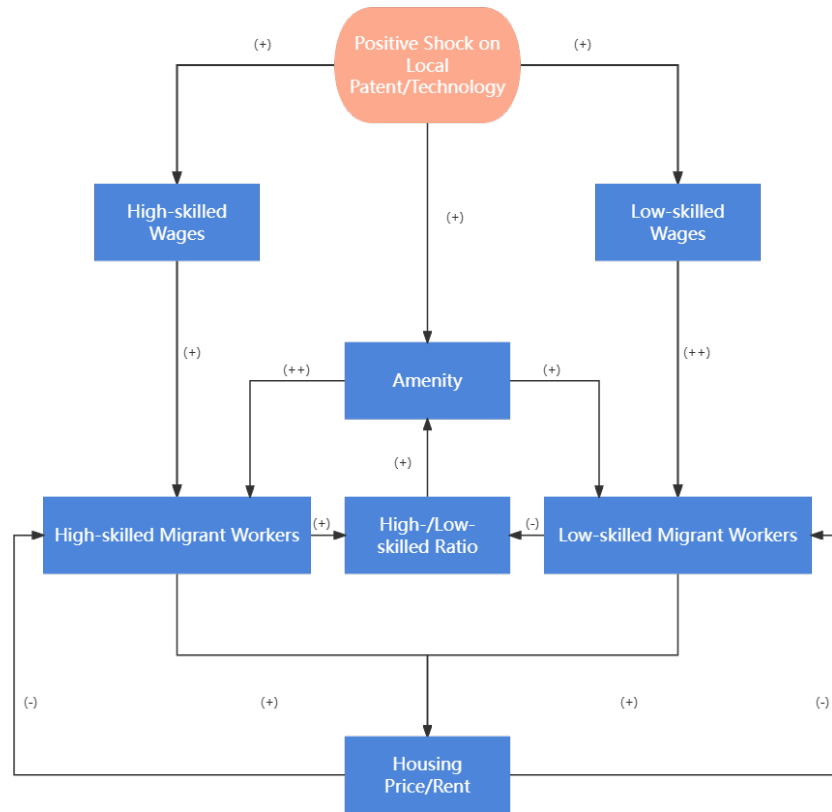 Positive Shock on
Local
Patent/Technology
(+)
(+)
High-skilled
Wages
Low-skilled
Wages
(+)
(+)
(++)
(++)
Amenity
(+)
(+)
High-skilled Migrant Workers
(+)
High-/Low-
skilled Ratio
(-)
Low-skilled Migrant Workers
(-)
(+)
(+)
(-)
Housing
Price/Rent